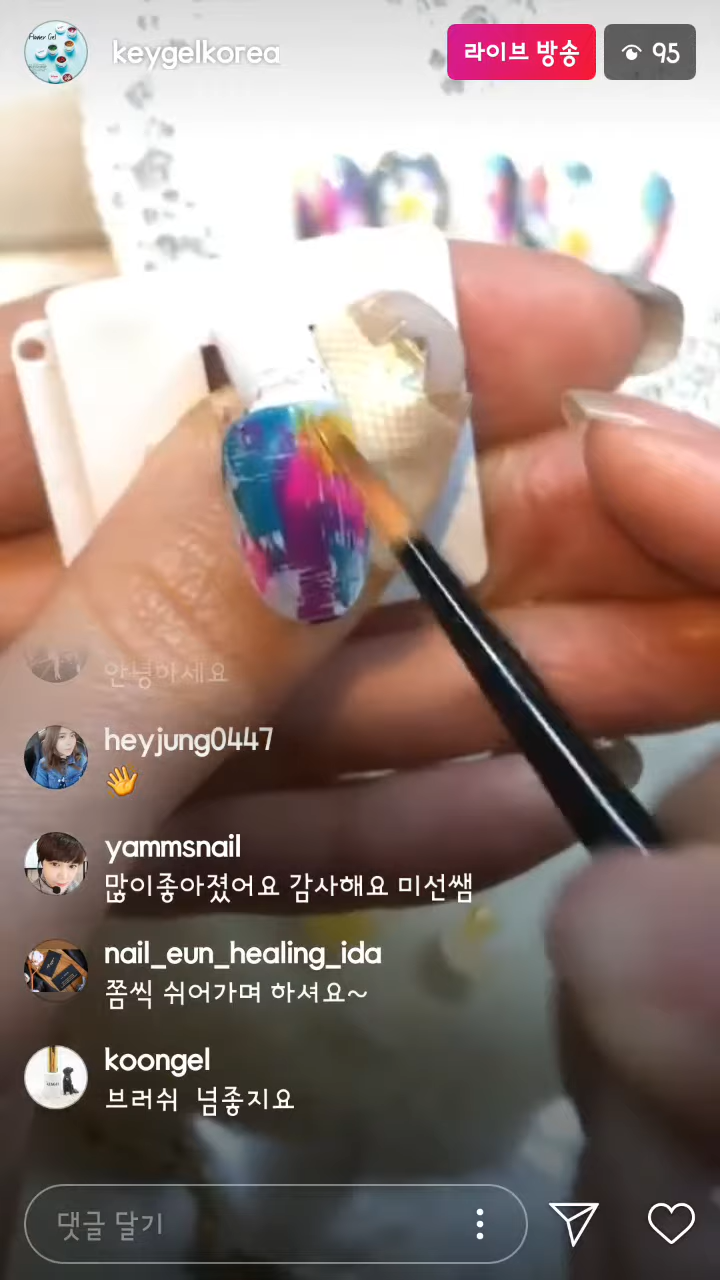 Flower Gel
keygelkorea
라이브 방송
95
안녕하세요
heyjung0447
👋
yammsnail
많이좋아졌어요 감사해요 미선쌤
nail_eun_healing_ida
쫌씩 쉬어가며 하셔요~
koongel
브러쉬 넘좋지요
댓글 달기